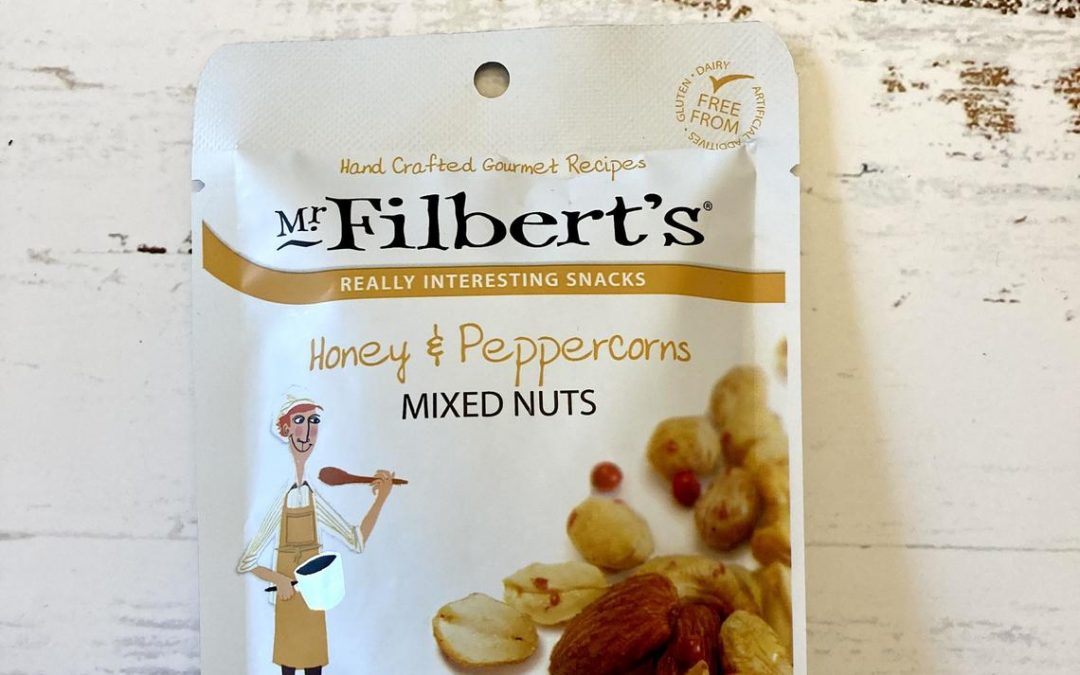 GLUTEN • DAIRY
FREE
FROM
ARTIFICIAL ADDITIVES •
Hand Crafted Gourmet Recipes
Mr. Filbert's®
REALLY INTERESTING SNACKS
Honey & Peppercorns
MIXED NUTS